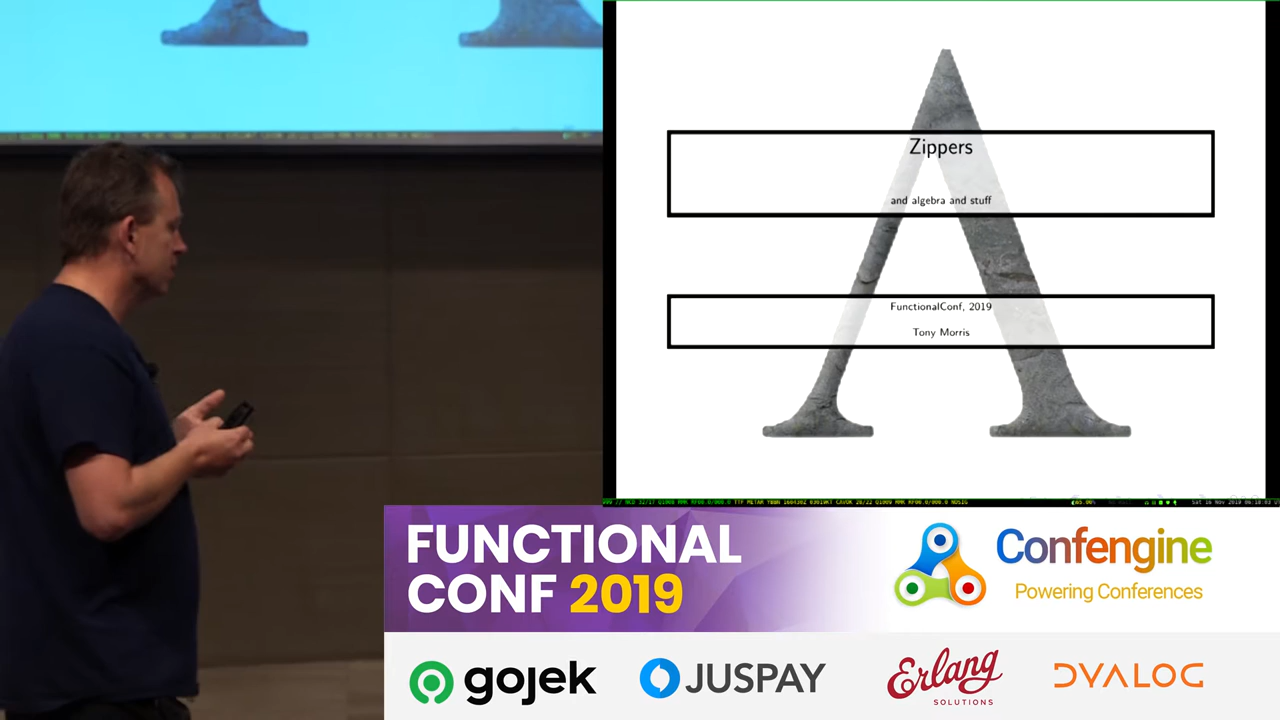 Zippers
and algebra and stuff
FunctionalConf, 2019
Tony Morris
FUNCTIONAL
CONF 2019
Confengine
Powering Conferences
gojek
JUSPAY
Erlang
SOLUTIONS
DYALOG